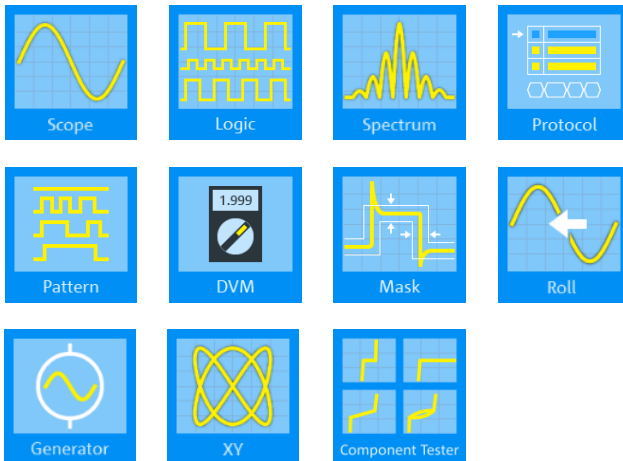 Scope
Logic
Spectrum
Protocol
1.999
Pattern
DVM
Mask
Roll
Generator
XY
Component Tester